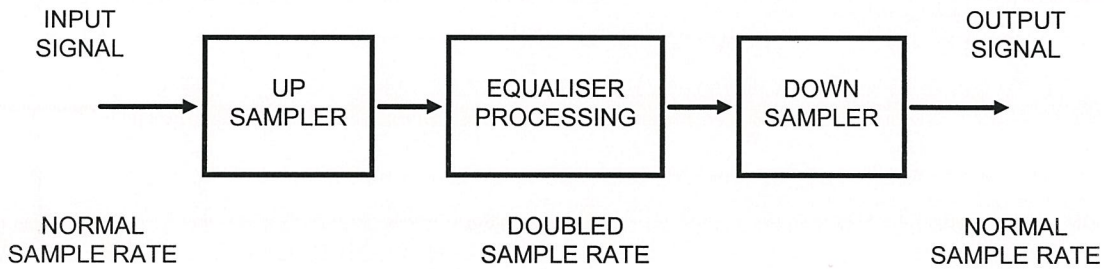 INPUT
SIGNAL
OUTPUT
SIGNAL
UP
SAMPLER
EQUALISER
PROCESSING
DOWN
SAMPLER
NORMAL
SAMPLE RATE
DOUBLED
SAMPLE RATE
NORMAL
SAMPLE RATE